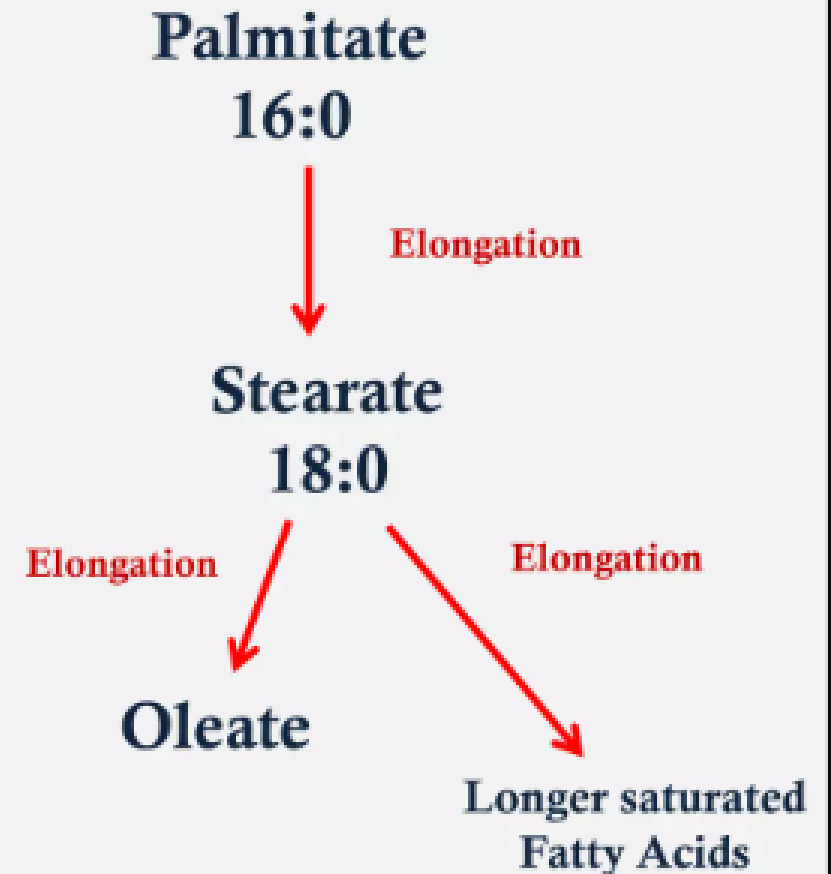 Palmitate
16:0
Elongation
Stearate
18:0
Elongation
Elongation
Oleate
Longer saturated
Fatty Acids